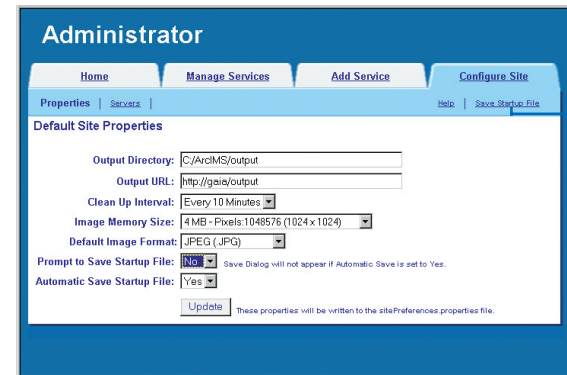 Administrator
Home Manage Services Add Service Configure Site
Properties | Servers | Help | Save Startup File
Default Site Properties
Output Directory: C:/ArcIMS/output
Output URL: http://gaia/output
Clean Up Interval: Every 10 Minutes
Image Memory Size: 4 MB - Pixels:1048576 (1024 x 1024)
Default Image Format: JPEG (.JPG)
Prompt to Save Startup File: No Save Dialog will not appear if Automatic Save is set to Yes.
Automatic Save Startup File: Yes
Update These properties will be written to the sitePreferences.properties file.